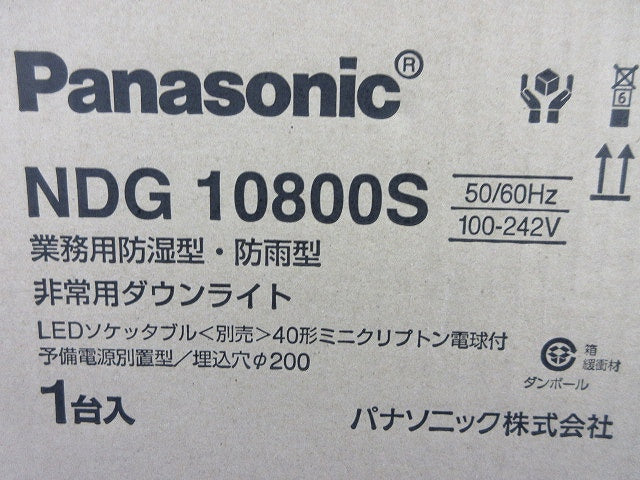 Panasonic®
6
NDG 10800S
50/60Hz
100-242V
業務用防湿型・防雨型
非常用ダウンライト
LEDソケッタブル<別売>40形ミニクリプトン電球付
予備電源別置型/埋込穴φ200
箱
緩衝材
ダンボール
1台入
パナソニック株式会社